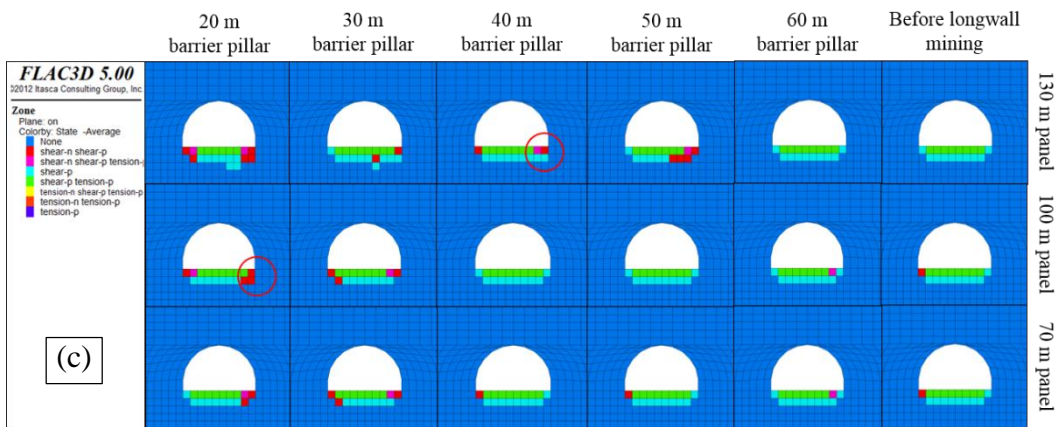 20 m
barrier pillar
30 m
barrier pillar
40 m
barrier pillar
50 m
barrier pillar
60 m
barrier pillar
Before longwall
mining
FLAC3D 5.00
2012 Itasca Consulting Group, Inc.
Zone
Plane: on
Colorby: State -Average
None
shear-n shear-p
shear-n shear-p tension-p
shear-p
shear-p tension-p
tension-n shear-p tension-p
tension-n tension-p
tension-p
(c)
130 m panel
100 m panel
70 m panel